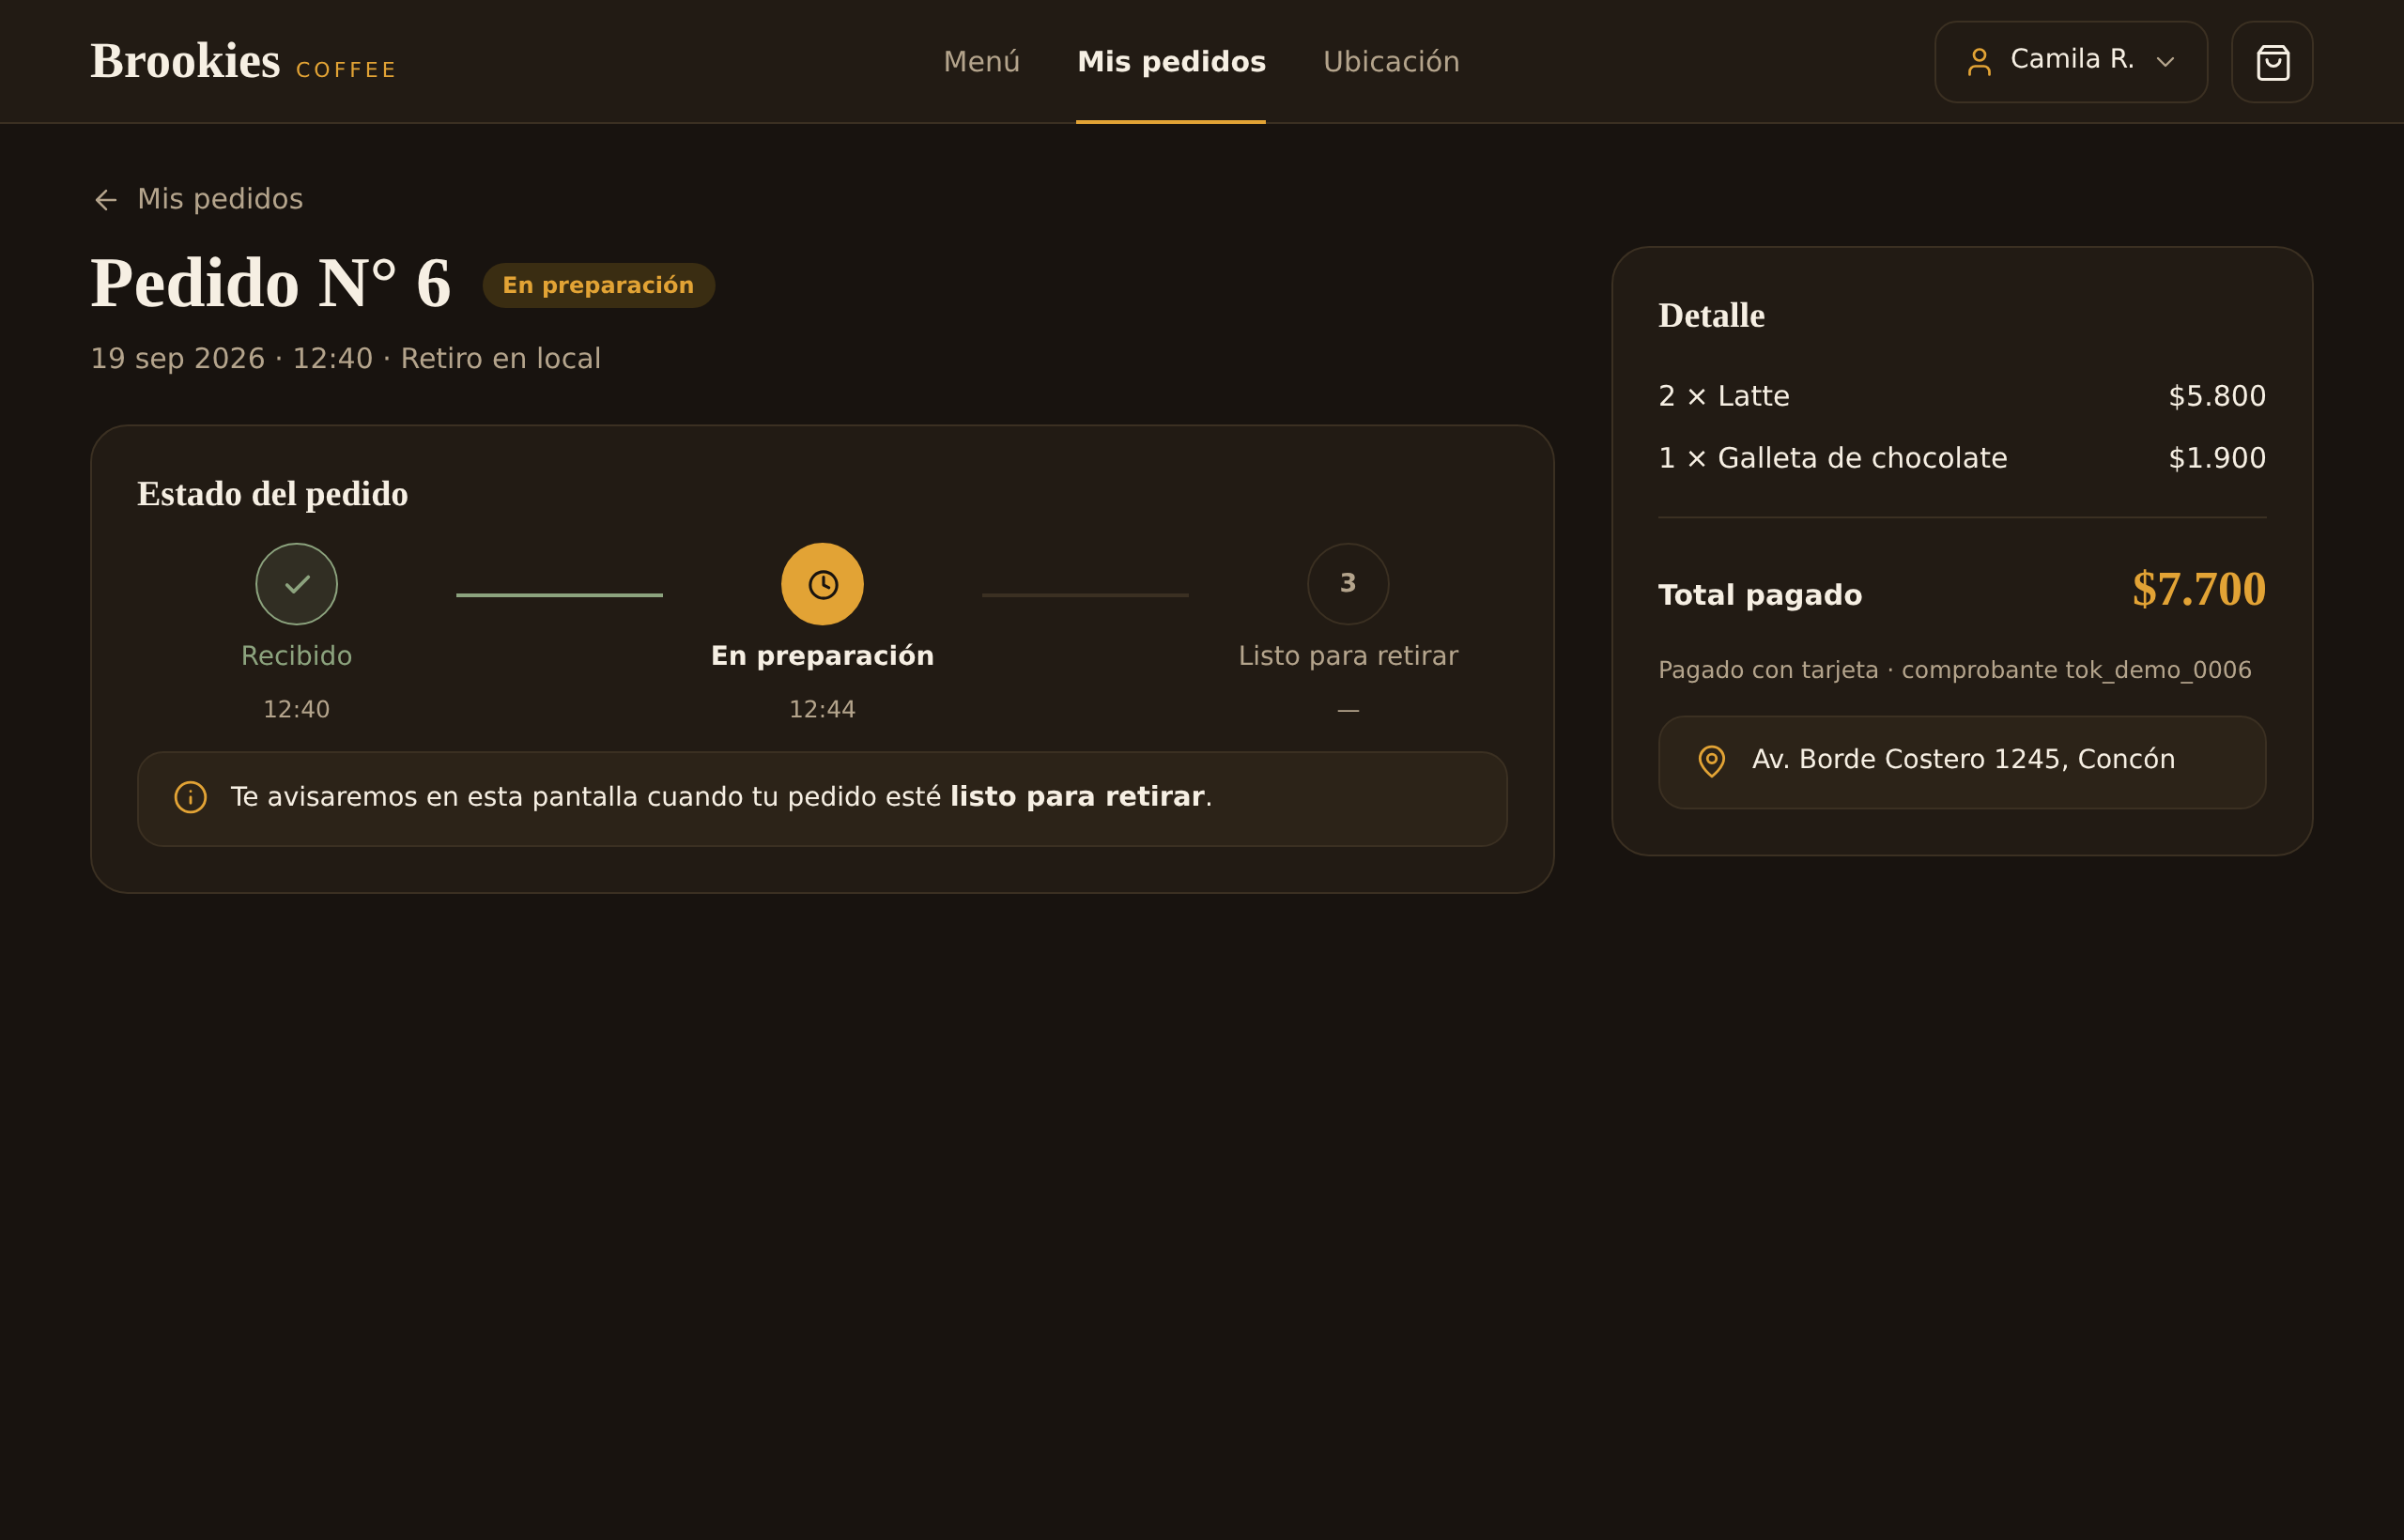 Brookies COFFEE
Menú
Mis pedidos
Ubicación
Camila R.
Mis pedidos
Pedido N° 6
En preparación
19 sep 2026 · 12:40 · Retiro en local
Estado del pedido
Recibido
12:40
En preparación
12:44
3
Listo para retirar
—
Te avisaremos en esta pantalla cuando tu pedido esté listo para retirar.
Detalle
2 × Latte $5.800
1 × Galleta de chocolate $1.900
Total pagado $7.700
Pagado con tarjeta · comprobante tok_demo_0006
Av. Borde Costero 1245, Concón